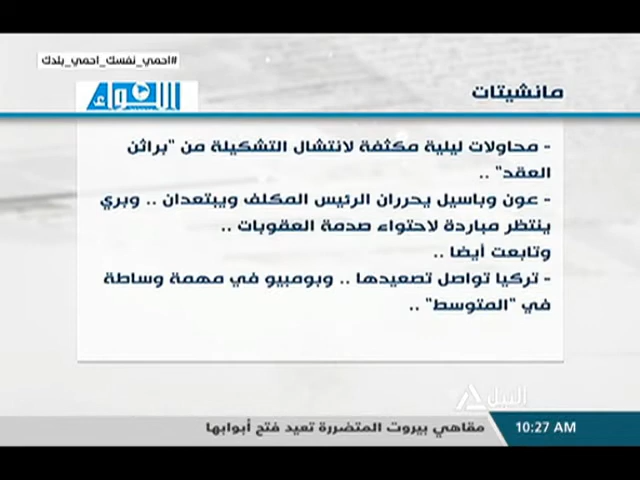 #احمي_نفسك_احمي_بلدك
مانشيتات
اللواء
- محاولات ليلية مكثفة لانتشال التشكيلة من "براثن
العقد" ..
- عون وباسيل يحرران الرئيس المكلف ويبتعدان .. وبري
ينتظر مباردة لاحتواء صدمة العقوبات ..
وتابعت أيضا ..
- تركيا تواصل تصعيدها .. وبومبيو في مهمة وساطة
في "المتوسط" ..
النيل
مقاهي بيروت المتضررة تعيد فتح أبوابها
10:27 AM